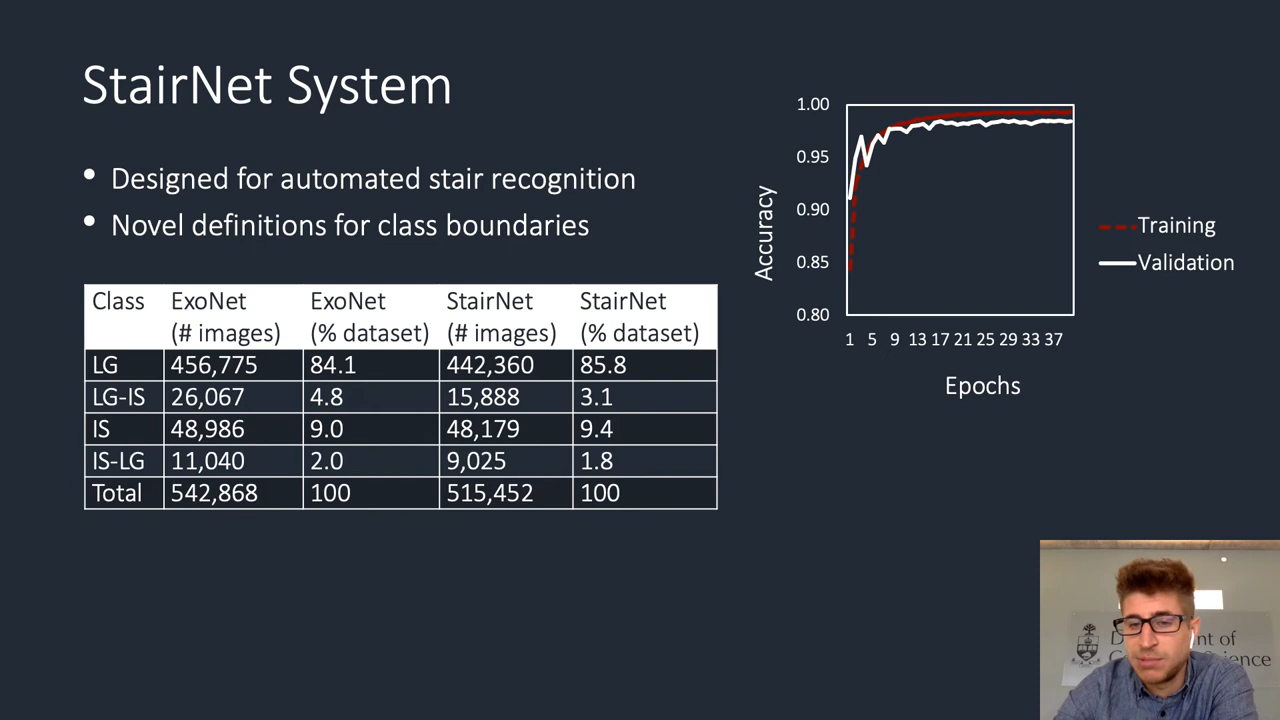 StairNet System
• Designed for automated stair recognition
• Novel definitions for class boundaries
Class ExoNet (# images) ExoNet (% dataset) StairNet (# images) StairNet (% dataset)
LG 456,775 84.1 442,360 85.8
LG-IS 26,067 4.8 15,888 3.1
IS 48,986 9.0 48,179 9.4
IS-LG 11,040 2.0 9,025 1.8
Total 542,868 100 515,452 100
1.00
0.95
0.90
0.85
0.80
Accuracy
1 5 9 13 17 21 25 29 33 37
Epochs
Training
Validation
nt of
ience